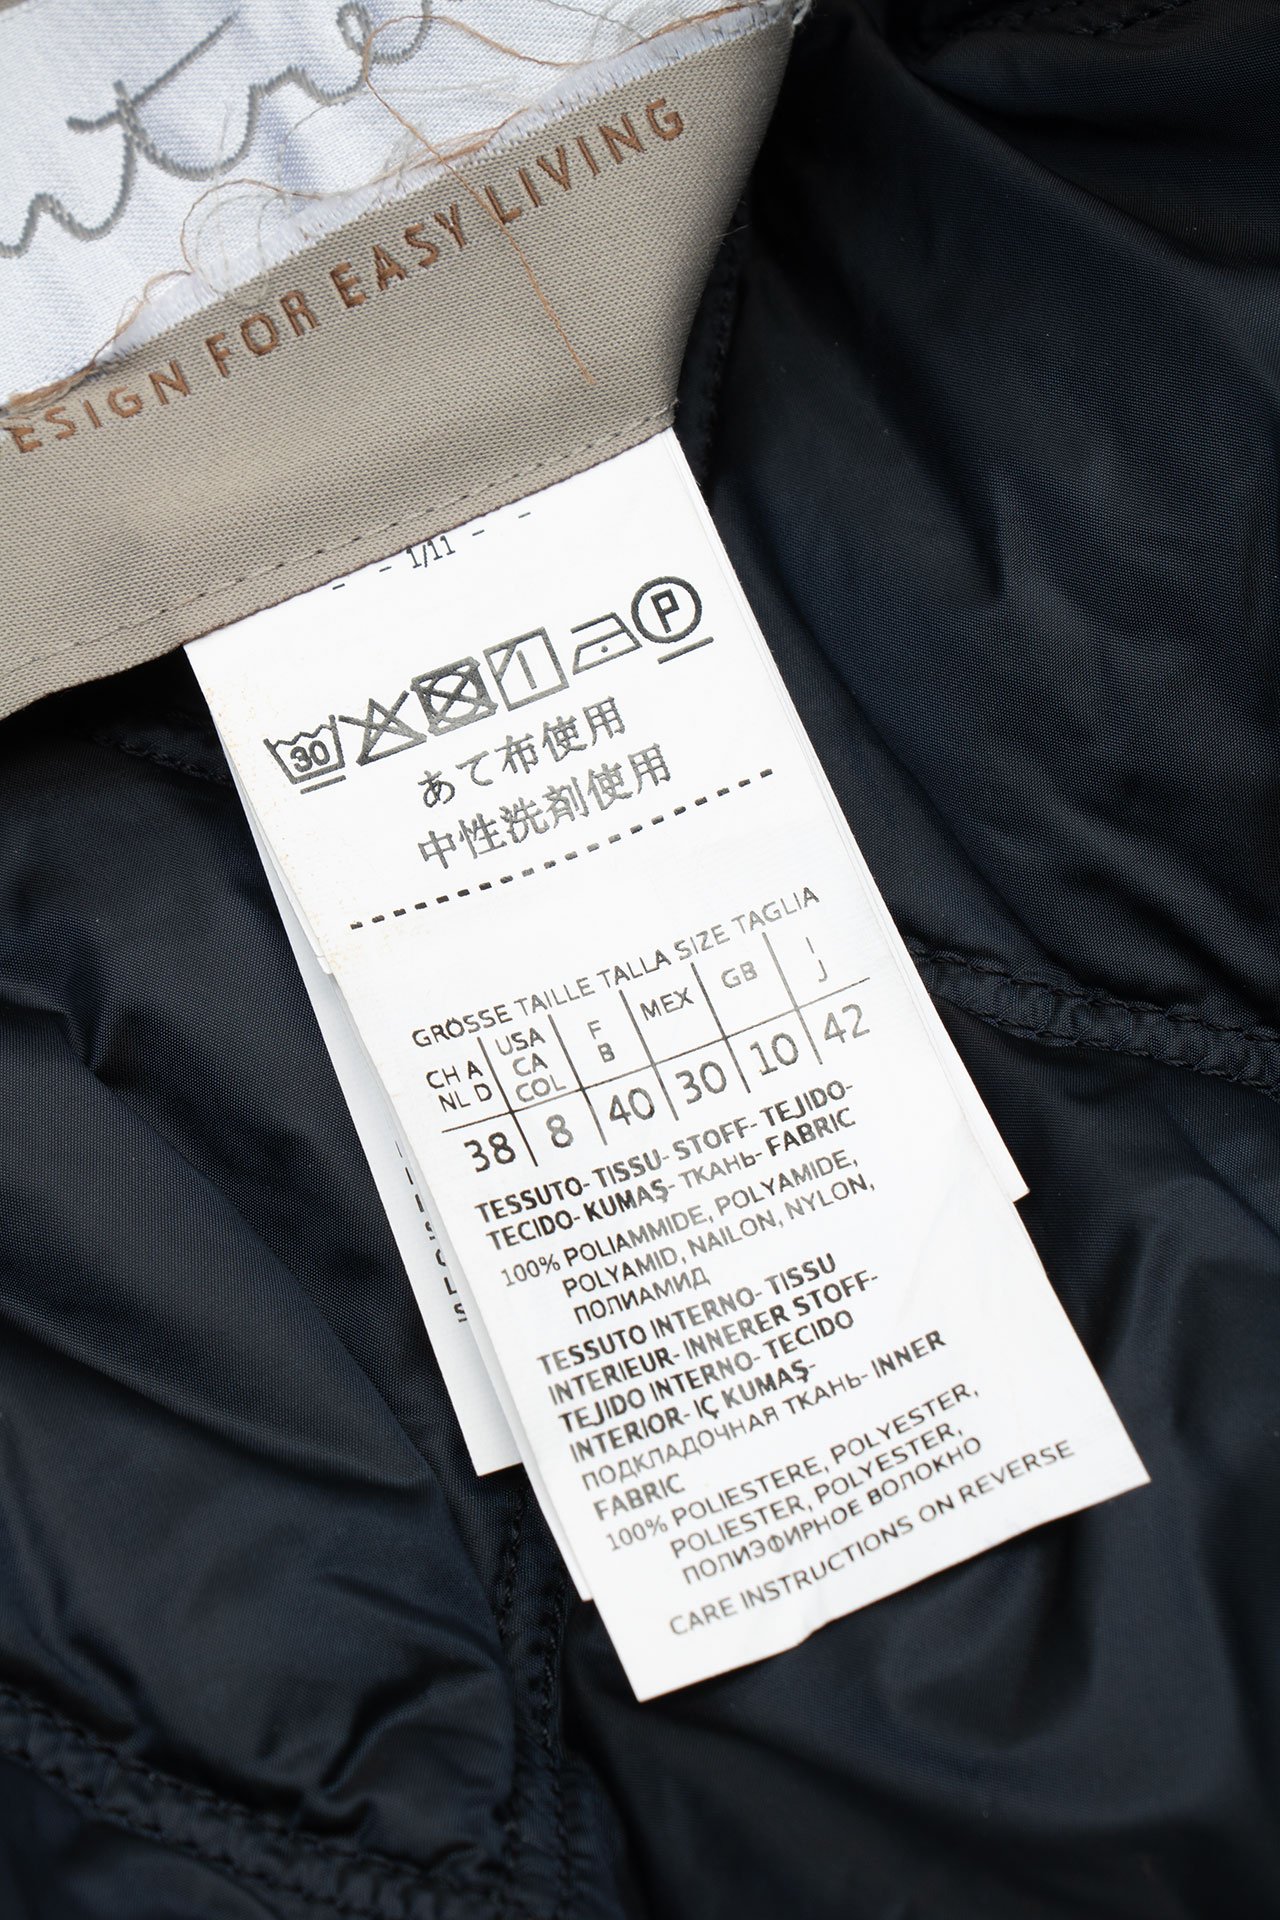 ntre
ESIGN FOR EASY LIVING
- - 1/11 - -
30
P
あて布使用
中性洗剤使用
GRÖSSE TAILLE TALLA SIZE TAGLIA
CH A NL D USA CA COL F B MEX GB I J
38 8 40 30 10 42
TESSUTO- TISSU- STOFF- TEJIDO-
TECIDO- KUMAŞ- ТКАНЬ- FABRIC
100% POLIAMMIDE, POLYAMIDE,
POLYAMID, NAILON, NYLON,
ПОЛИАМИД
TESSUTO INTERNO- TISSU
INTERIEUR- INNERER STOFF-
TEJIDO INTERNO- TECIDO
INTERIOR- IÇ KUMAŞ-
ПОДКЛАДОЧНАЯ ТКАНЬ- INNER
FABRIC
100% POLIESTERE, POLYESTER,
POLIESTER, POLYESTER,
ПОЛИЭФИРНОЕ ВОЛОКНО
CARE INSTRUCTIONS ON REVERSE